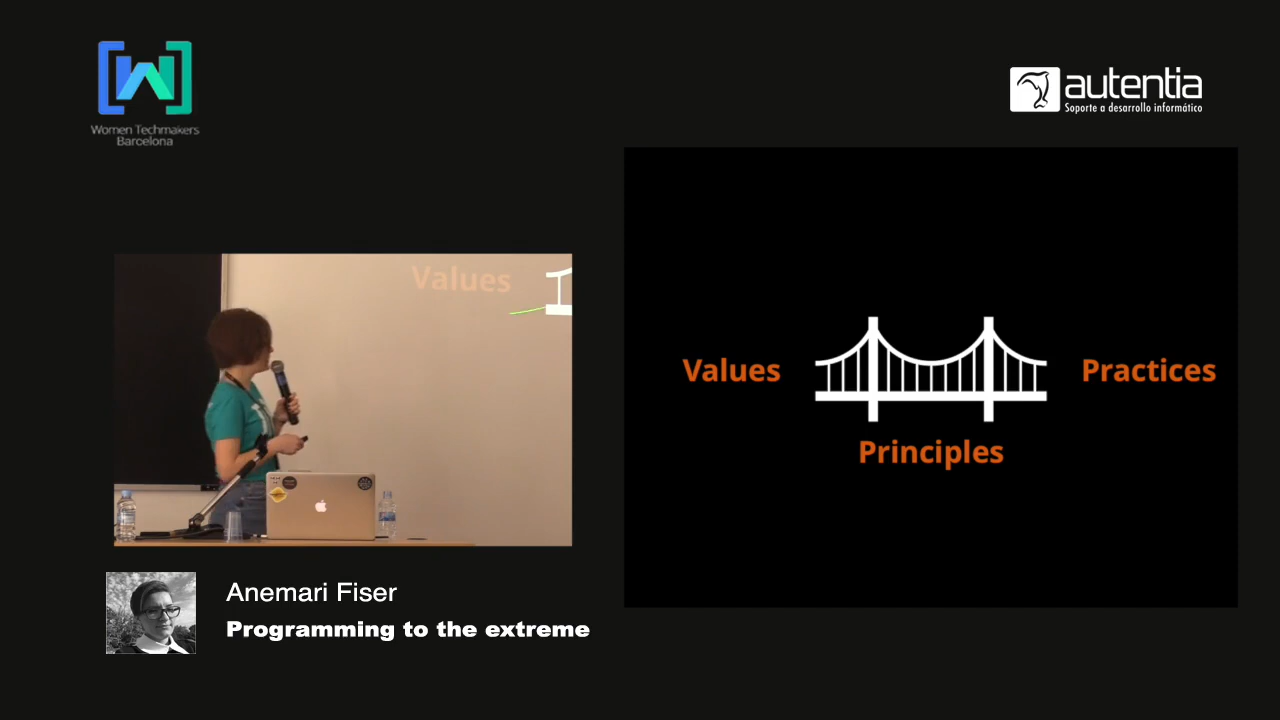 Women Techmakers
Barcelona
autentia
Soporte a desarrollo informático
Values
Values
Practices
Principles
Anemari Fiser
Programming to the extreme